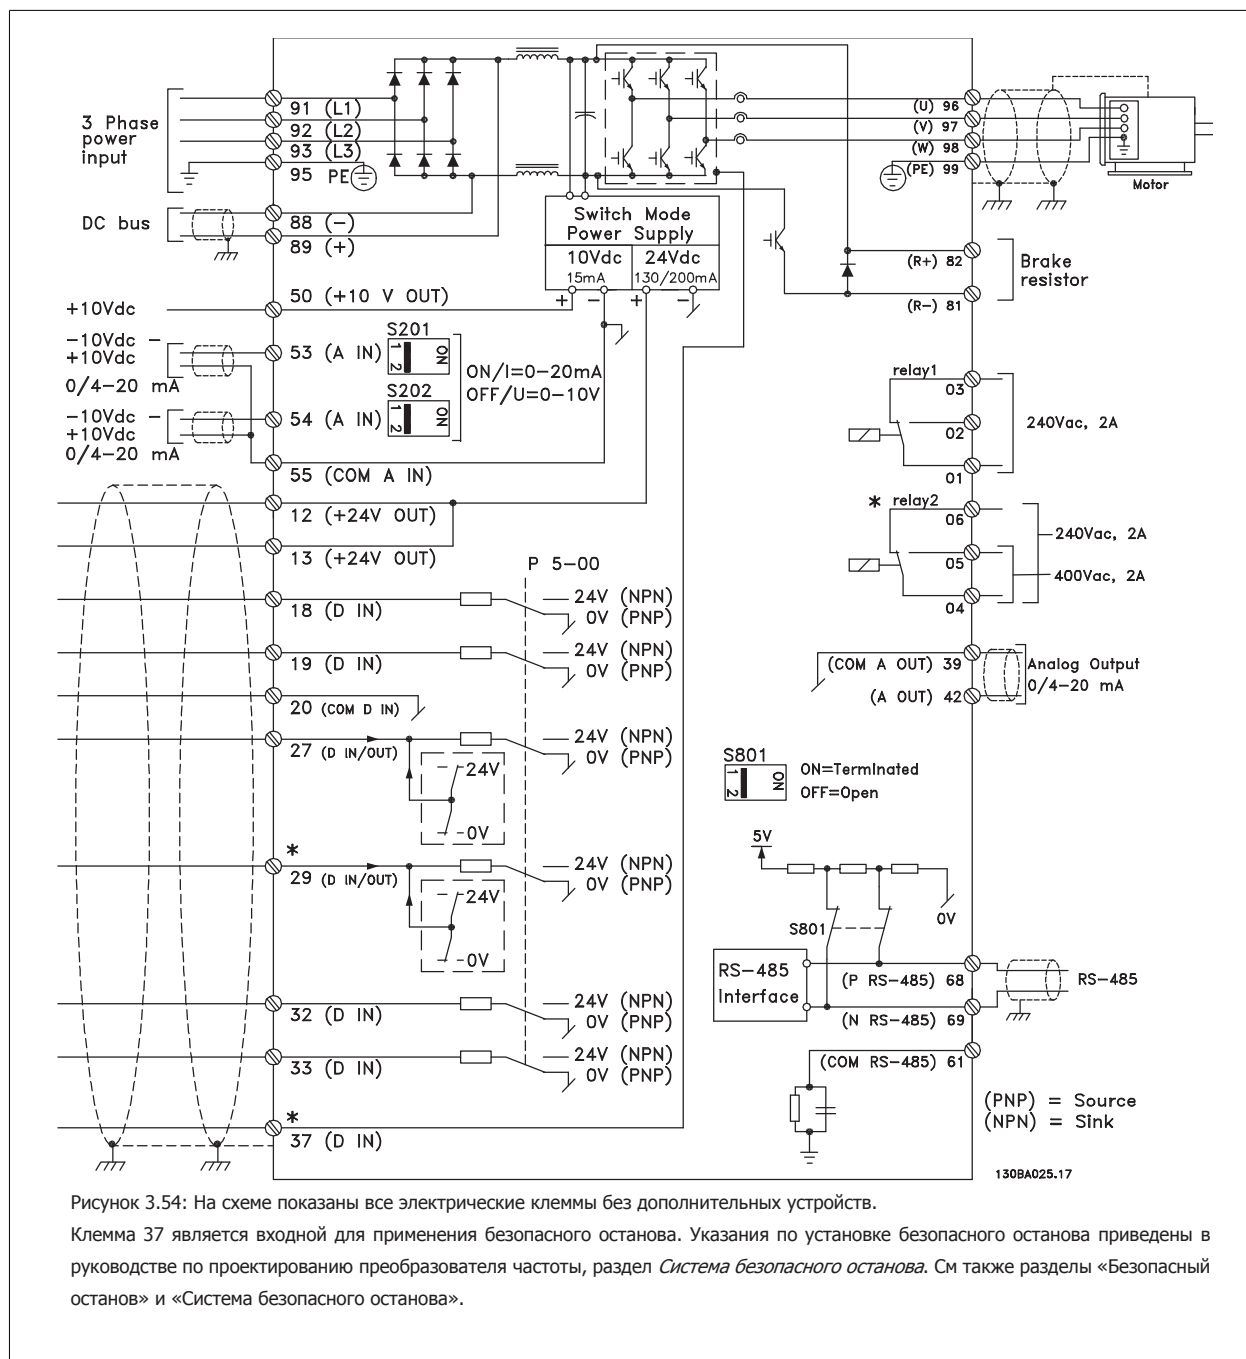 3 Phase
power
input
91 (L1)
92 (L2)
93 (L3)
95 PE
DC bus
88 (−)
89 (+)
Switch Mode
Power Supply
10Vdc
15mA
24Vdc
130/200mA
+ − + −
(U) 96
(V) 97
(W) 98
(PE) 99
Motor
(R+) 82
(R−) 81
Brake
resistor
+10Vdc
50 (+10 V OUT)
−10Vdc −
+10Vdc
0/4−20 mA
53 (A IN)
S201
1 2
ON
ON/I=0−20mA
OFF/U=0−10V
−10Vdc −
+10Vdc
0/4−20 mA
54 (A IN)
S202
1 2
ON
55 (COM A IN)
12 (+24V OUT)
13 (+24V OUT)
P 5-00
18 (D IN)
24V (NPN)
0V (PNP)
19 (D IN)
24V (NPN)
0V (PNP)
20 (COM D IN)
27 (D IN/OUT)
24V (NPN)
0V (PNP)
24V
0V
*
29 (D IN/OUT)
24V (NPN)
0V (PNP)
24V
0V
32 (D IN)
24V (NPN)
0V (PNP)
33 (D IN)
24V (NPN)
0V (PNP)
*
37 (D IN)
relay1
03
02
01
240Vac, 2A
* relay2
06
05
04
240Vac, 2A
400Vac, 2A
(COM A OUT) 39
(A OUT) 42
Analog Output
0/4−20 mA
S801
1 2
ON
ON=Terminated
OFF=Open
5V
S801
0V
RS−485
Interface
(P RS−485) 68
(N RS−485) 69
(COM RS−485) 61
RS−485
(PNP) = Source
(NPN) = Sink
130BA025.17
Рисунок 3.54: На схеме показаны все электрические клеммы без дополнительных устройств.
Клемма 37 является входной для применения безопасного останова. Указания по установке безопасного останова приведены в
руководстве по проектированию преобразователя частоты, раздел Система безопасного останова. См также разделы «Безопасный
останов» и «Система безопасного останова».